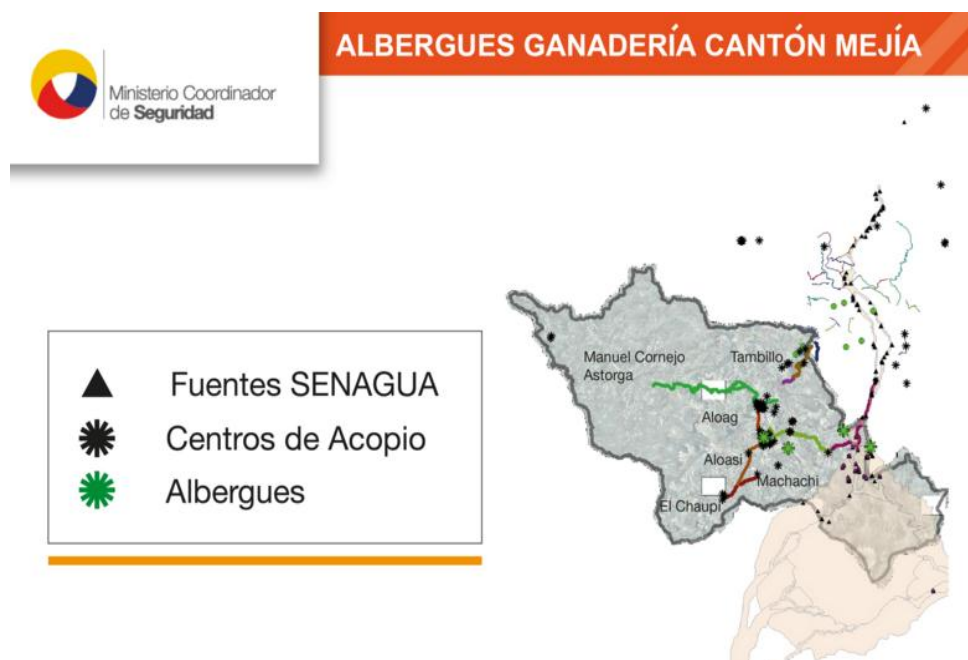 ALBERGUES GANADERÍA CANTÓN MEJÍA
Ministerio Coordinador
de Seguridad
Fuentes SENAGUA
Centros de Acopio
Albergues
Manuel Cornejo
Astorga
Tambillo
Aloag
Aloasi
Machachi
El Chaupi